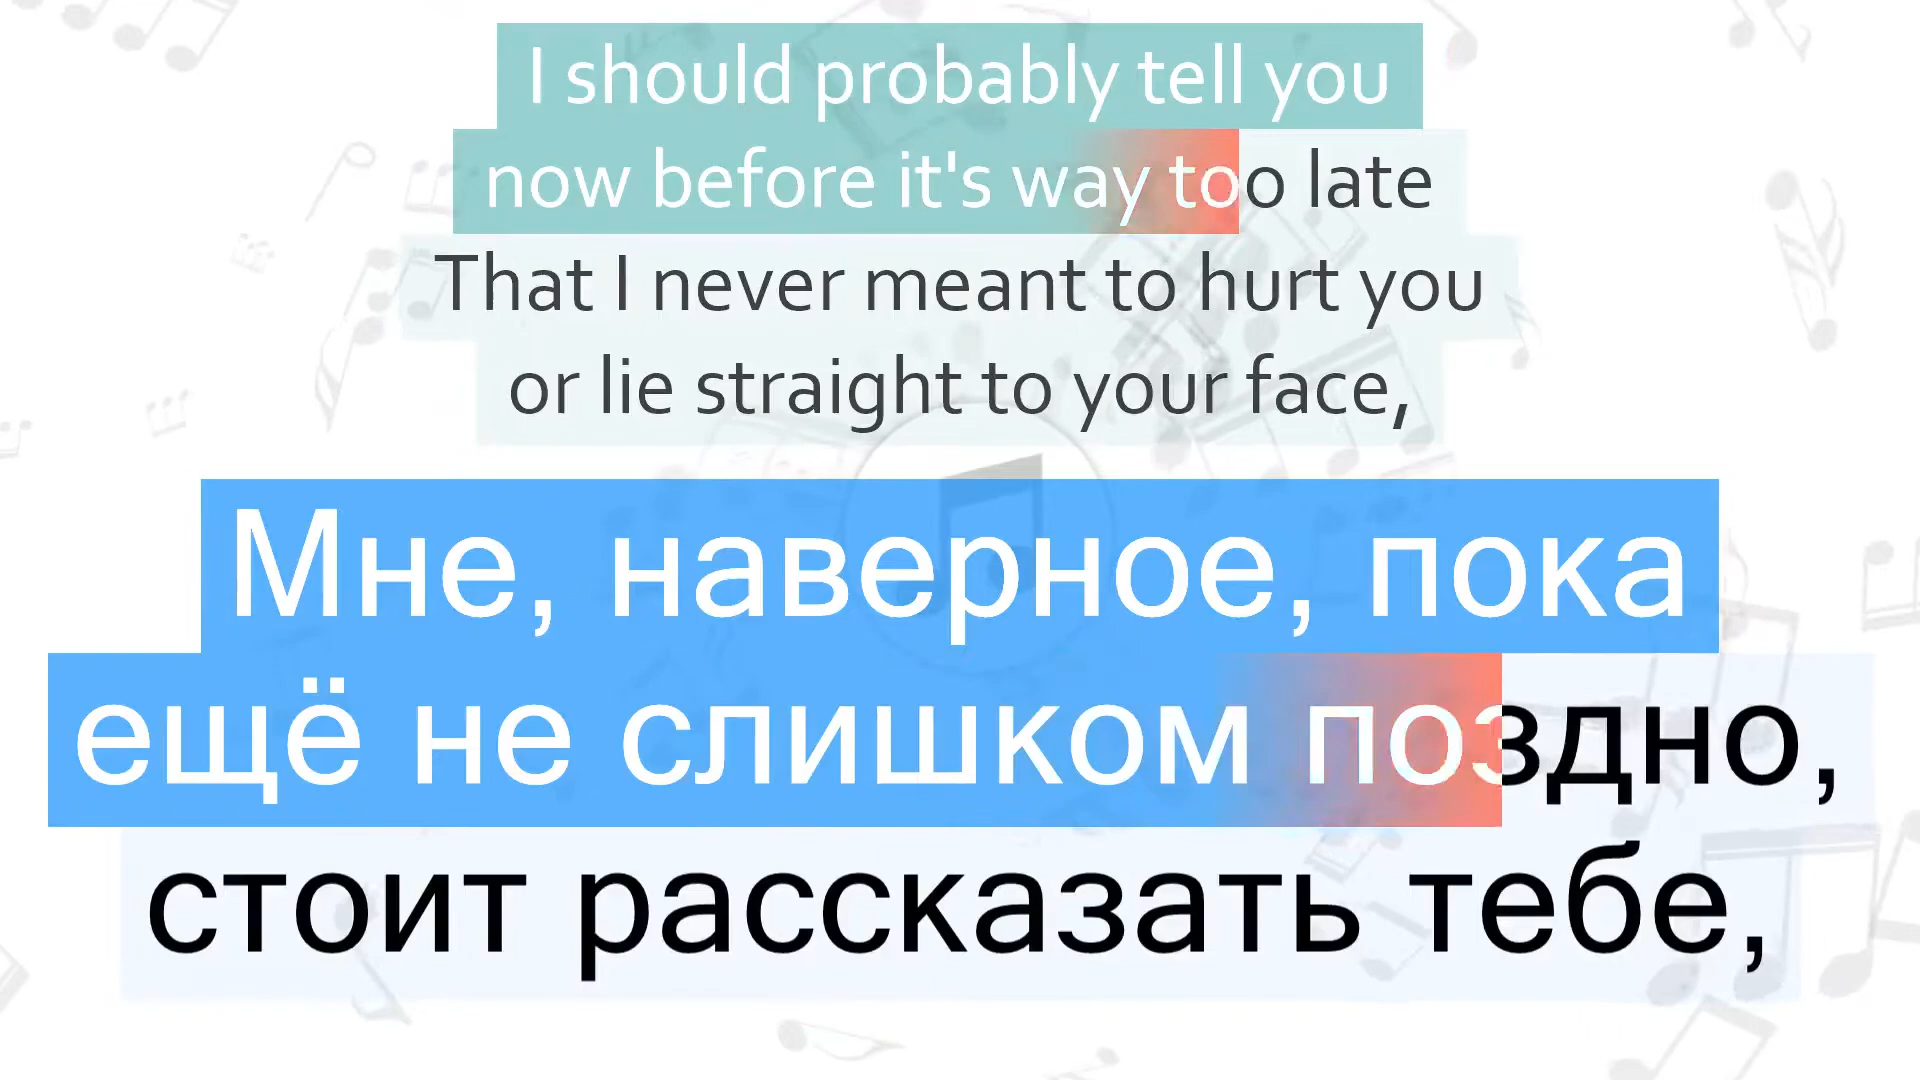 I should probably tell you
now before it's way too late
That I never meant to hurt you
or lie straight to your face,
Мне, наверное, пока
ещё не слишком поздно,
стоит рассказать тебе,